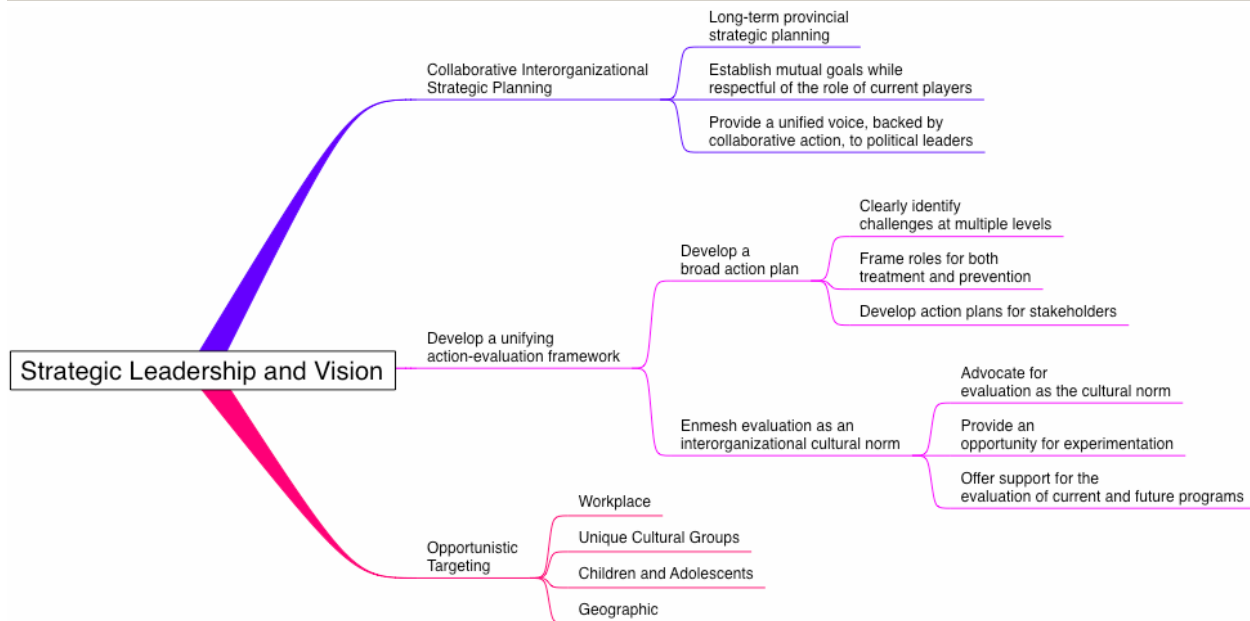 Strategic Leadership and Vision
Collaborative Interorganizational
Strategic Planning
Long-term provincial
strategic planning
Establish mutual goals while
respectful of the role of current players
Provide a unified voice, backed by
collaborative action, to political leaders
Develop a unifying
action-evaluation framework
Develop a
broad action plan
Clearly identify
challenges at multiple levels
Frame roles for both
treatment and prevention
Develop action plans for stakeholders
Enmesh evaluation as an
interorganizational cultural norm
Advocate for
evaluation as the cultural norm
Provide an
opportunity for experimentation
Offer support for the
evaluation of current and future programs
Opportunistic
Targeting
Workplace
Unique Cultural Groups
Children and Adolescents
Geographic